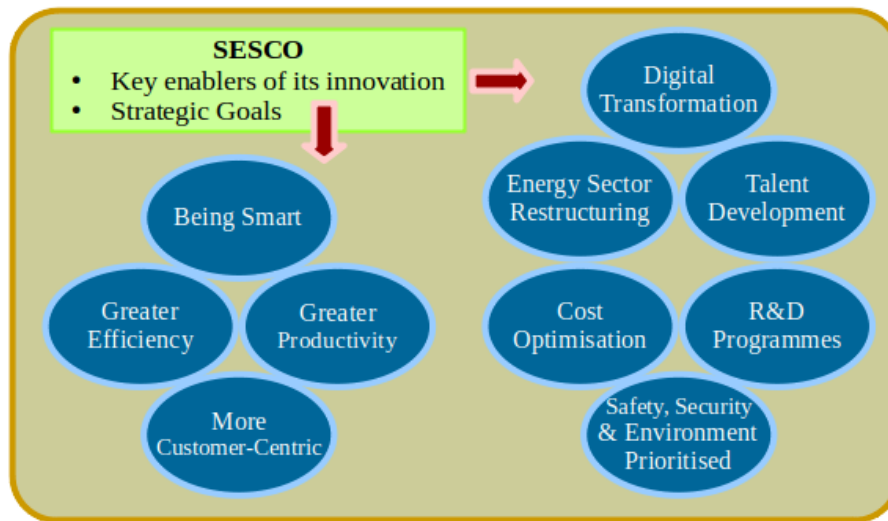 SESCO
• Key enablers of its innovation
• Strategic Goals
Being Smart
Greater
Efficiency
Greater
Productivity
More
Customer-Centric
Digital
Transformation
Energy Sector
Restructuring
Talent
Development
Cost
Optimisation
R&D
Programmes
Safety, Security
& Environment
Prioritised